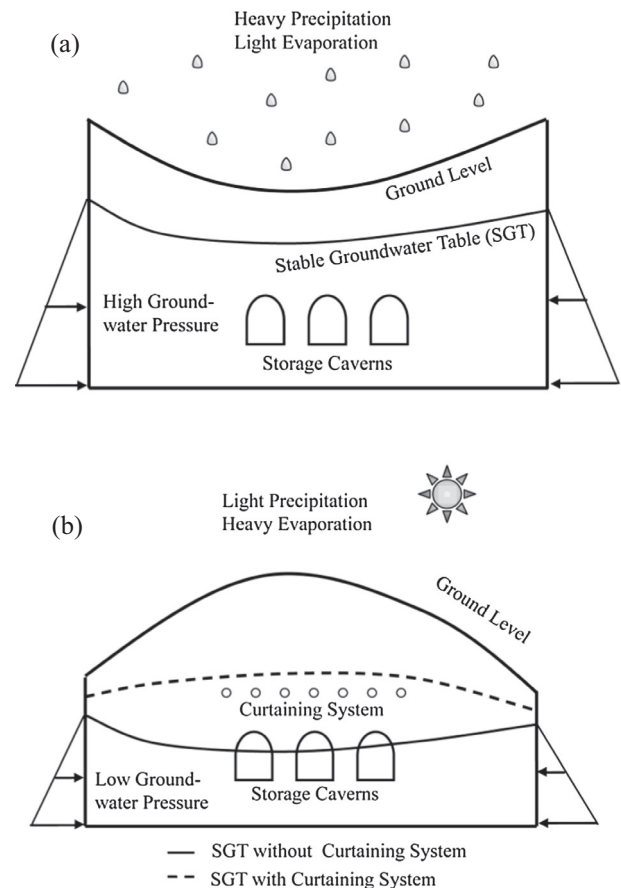 (a)
Heavy Precipitation
Light Evaporation
Ground Level
Stable Groundwater Table (SGT)
High Ground-
water Pressure
Storage Caverns
(b)
Light Precipitation
Heavy Evaporation
Ground Level
Curtaining System
Low Ground-
water Pressure
Storage Caverns
SGT without Curtaining System
SGT with Curtaining System